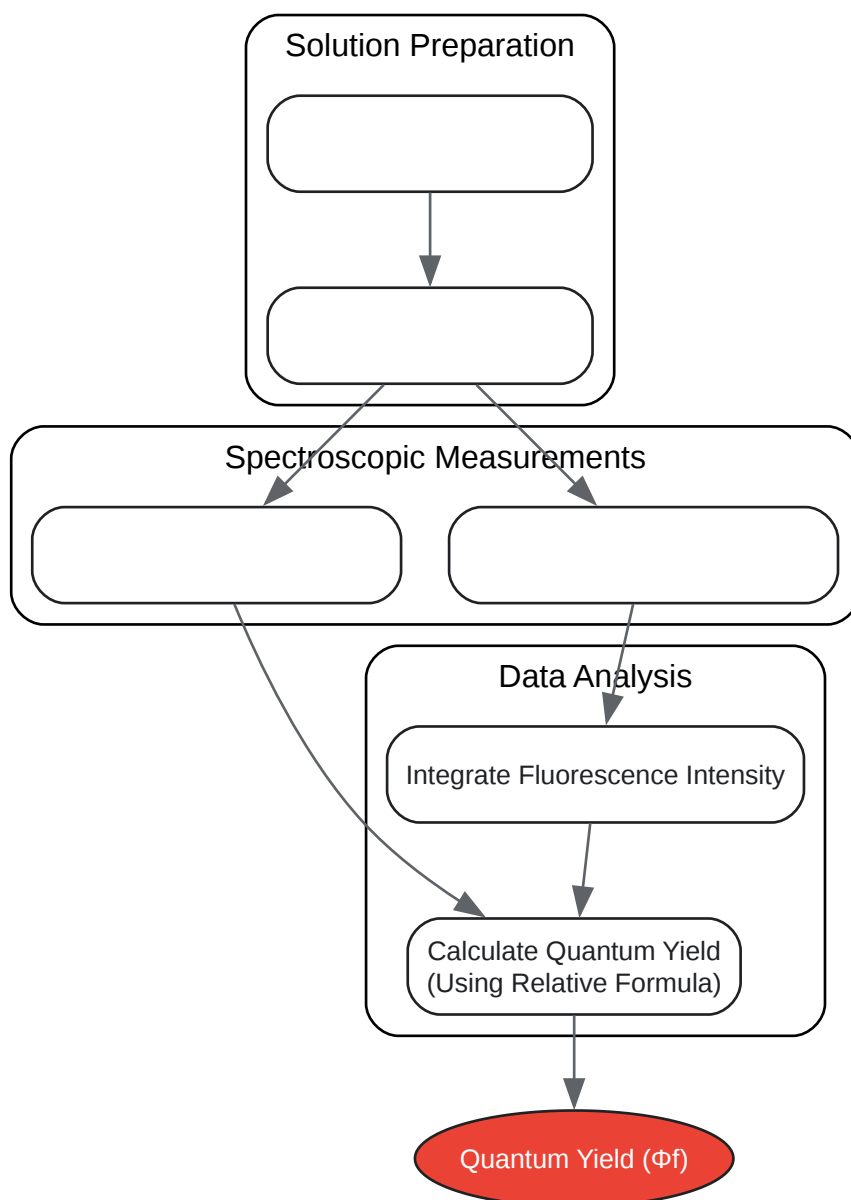 Solution Preparation
Spectroscopic Measurements
Data Analysis
Integrate Fluorescence Intensity
Calculate Quantum Yield
(Using Relative Formula)
Quantum Yield (Φf)